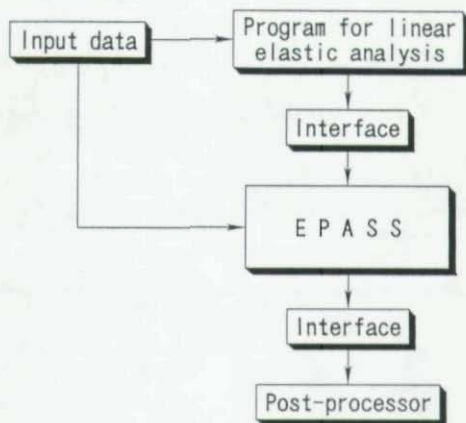 Input data
Program for linear
elastic analysis
Interface
E P A S S
Interface
Post-processor